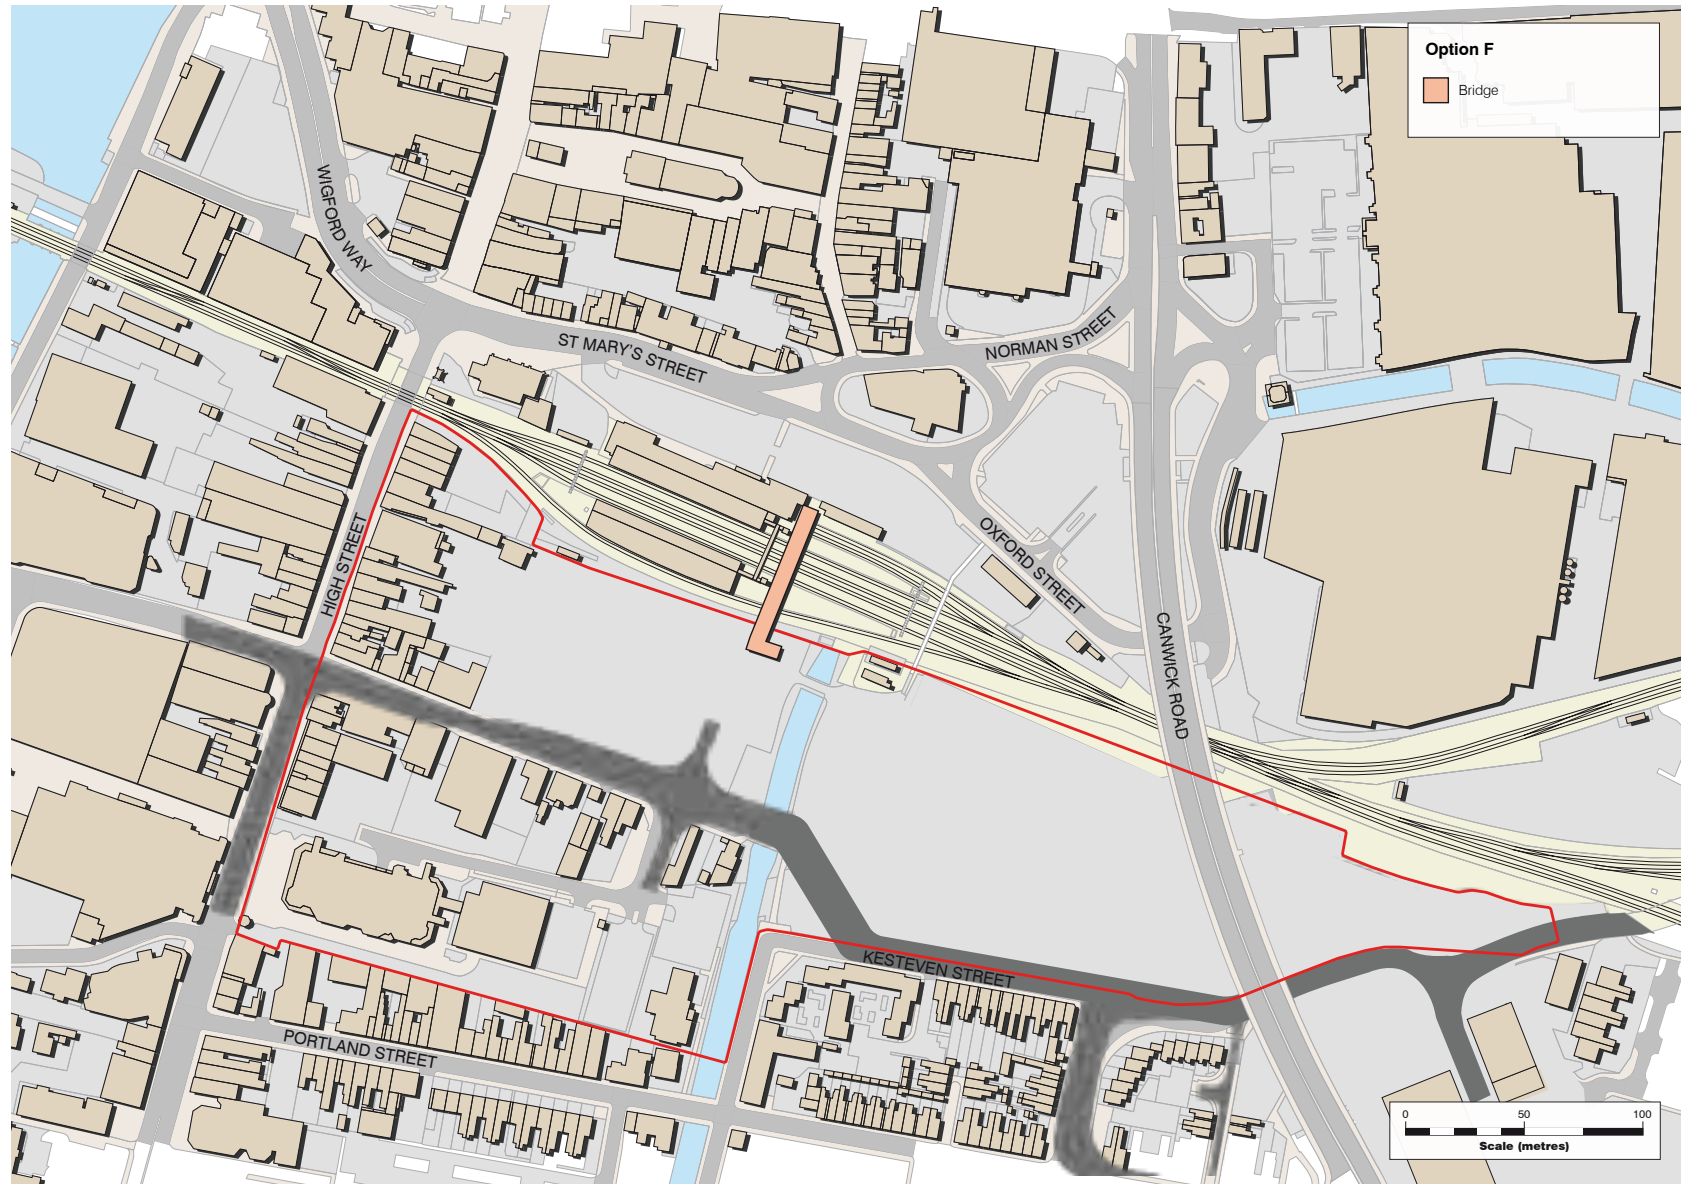 Option F
Bridge
WIGFORD WAY
ST MARY'S STREET
NORMAN STREET
HIGH STREET
OXFORD STREET
CANWICK ROAD
KESTEVEN STREET
PORTLAND STREET
0 50 100
Scale (metres)